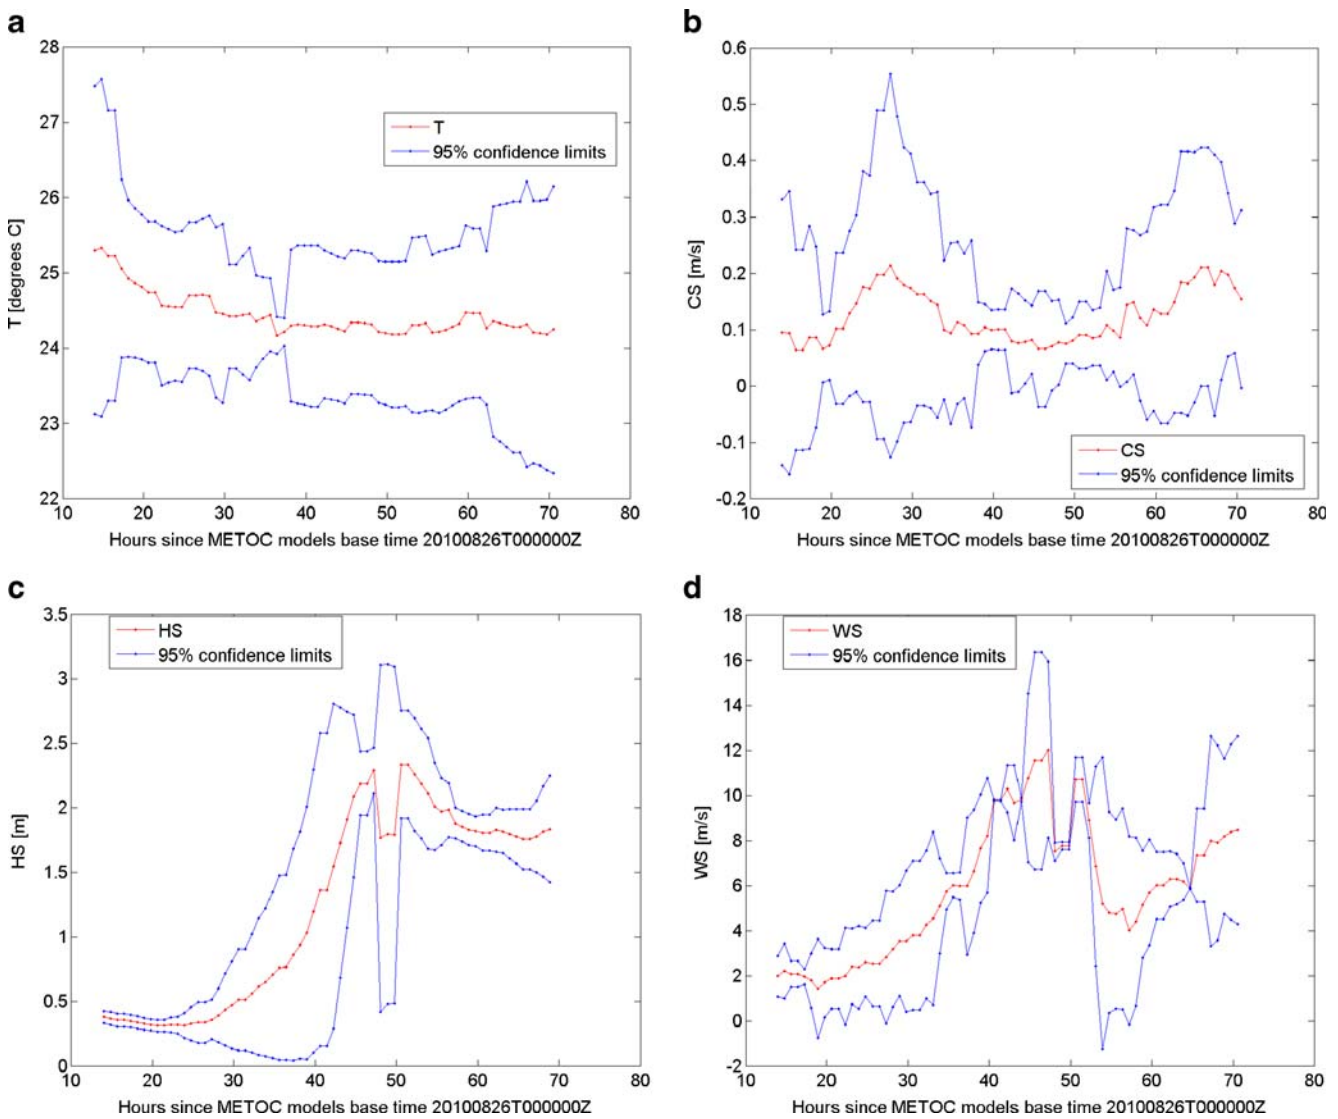 a
28
27
26
25
24
23
22
T [degrees C]
T
95% confidence limits
10 20 30 40 50 60 70 80
Hours since METOC models base time 20100826T000000Z
b
0.6
0.5
0.4
0.3
0.2
0.1
0
-0.1
-0.2
CS [m/s]
CS
95% confidence limits
10 20 30 40 50 60 70 80
Hours since METOC models base time 20100826T000000Z
c
3.5
3
2.5
2
1.5
1
0.5
0
HS [m]
HS
95% confidence limits
10 20 30 40 50 60 70 80
Hours since METOC models base time 20100826T000000Z
d
18
16
14
12
10
8
6
4
2
0
-2
WS [m/s]
WS
95% confidence limits
10 20 30 40 50 60 70 80
Hours since METOC models base time 20100826T000000Z